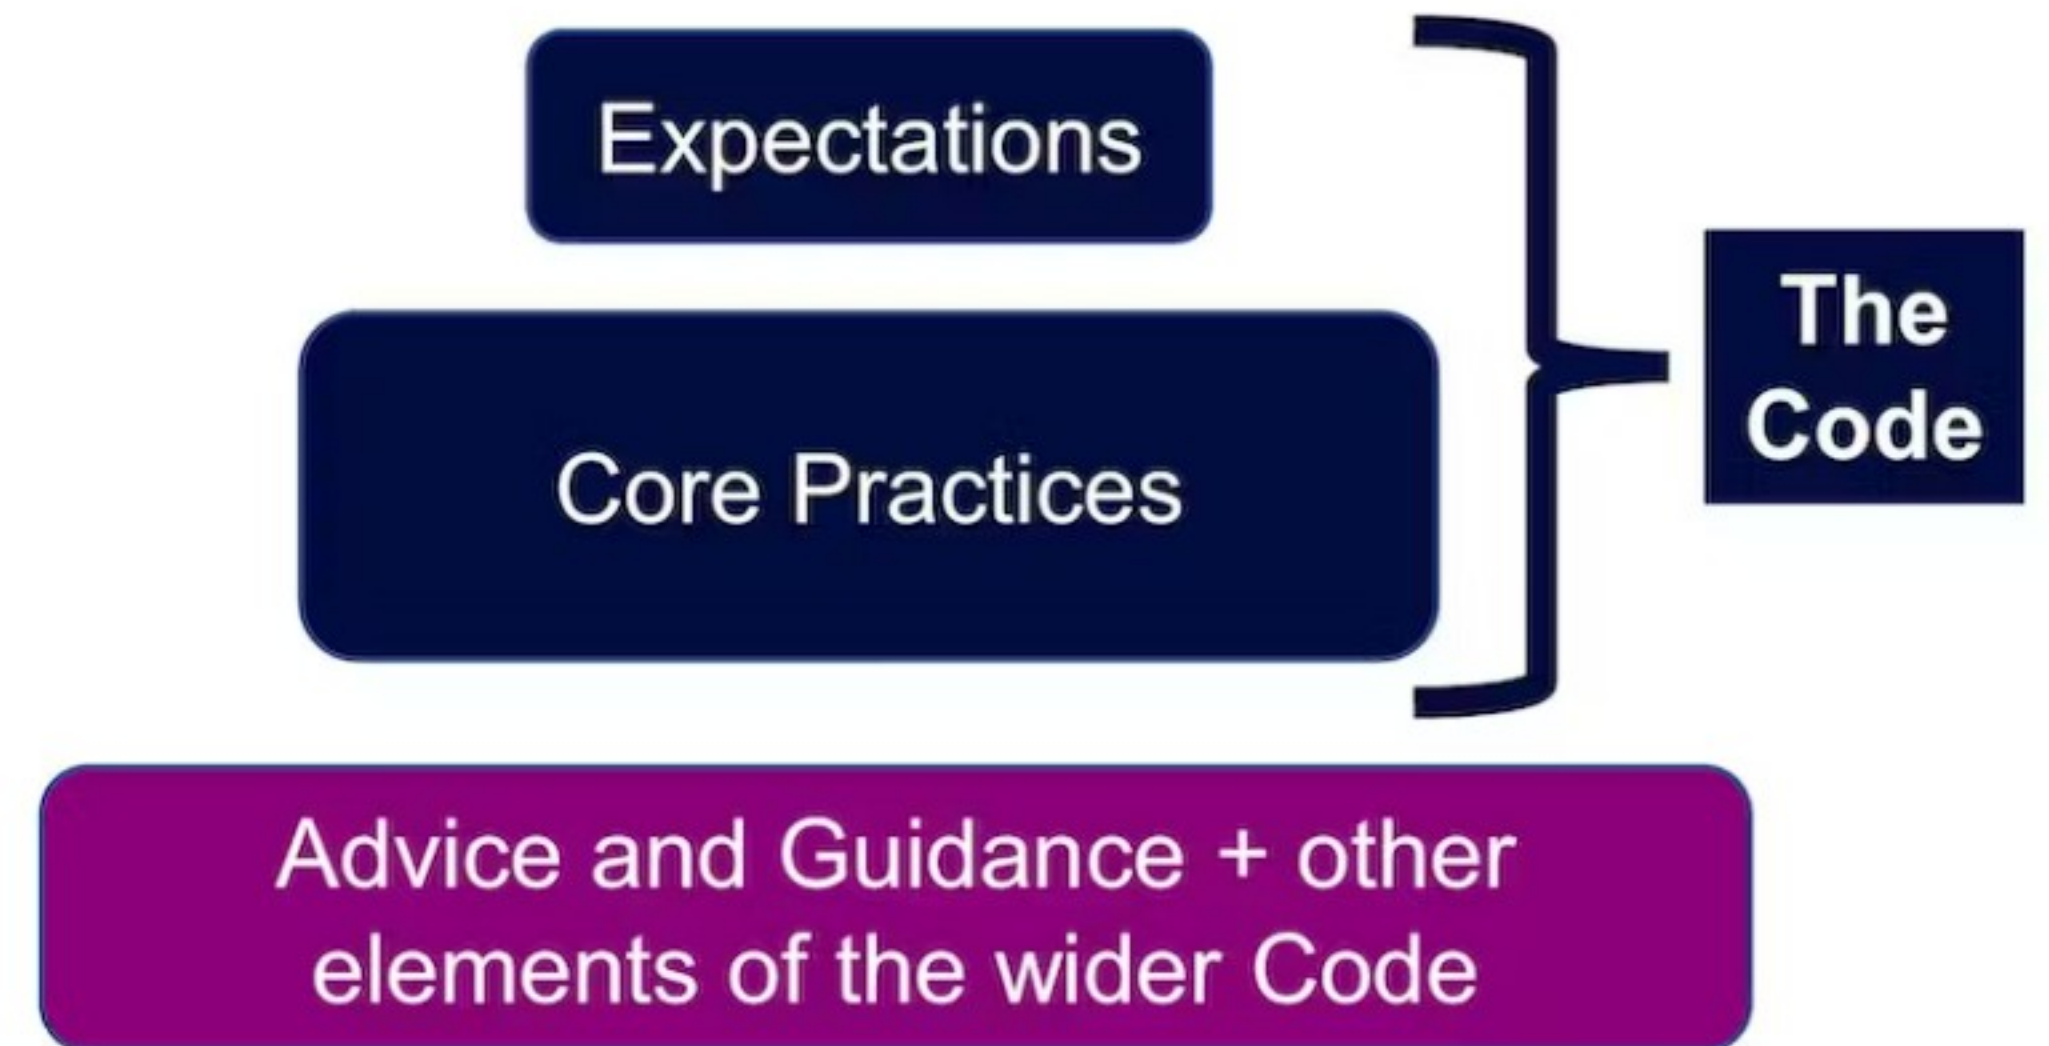 Expectations
Core Practices
The
Code
Advice and Guidance + other
elements of the wider Code